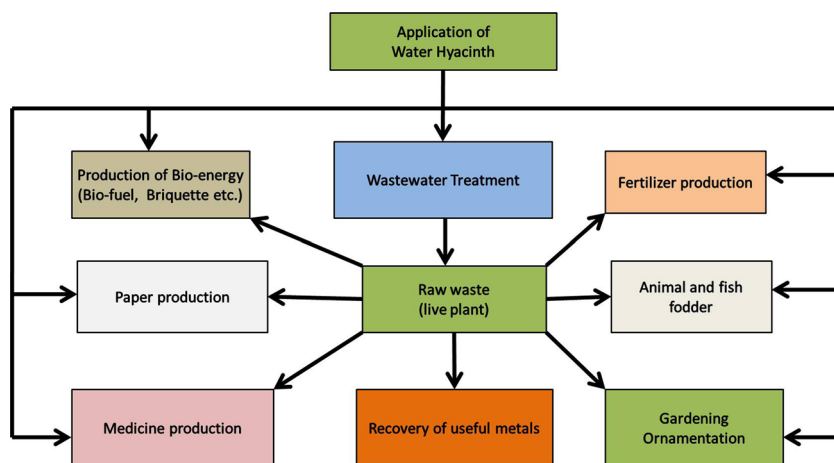 Application of
Water Hyacinth
Production of Bio-energy
(Bio-fuel, Briquette etc.)
Wastewater Treatment
Fertilizer production
Paper production
Raw waste
(live plant)
Animal and fish
fodder
Medicine production
Recovery of useful metals
Gardening
Ornamentation